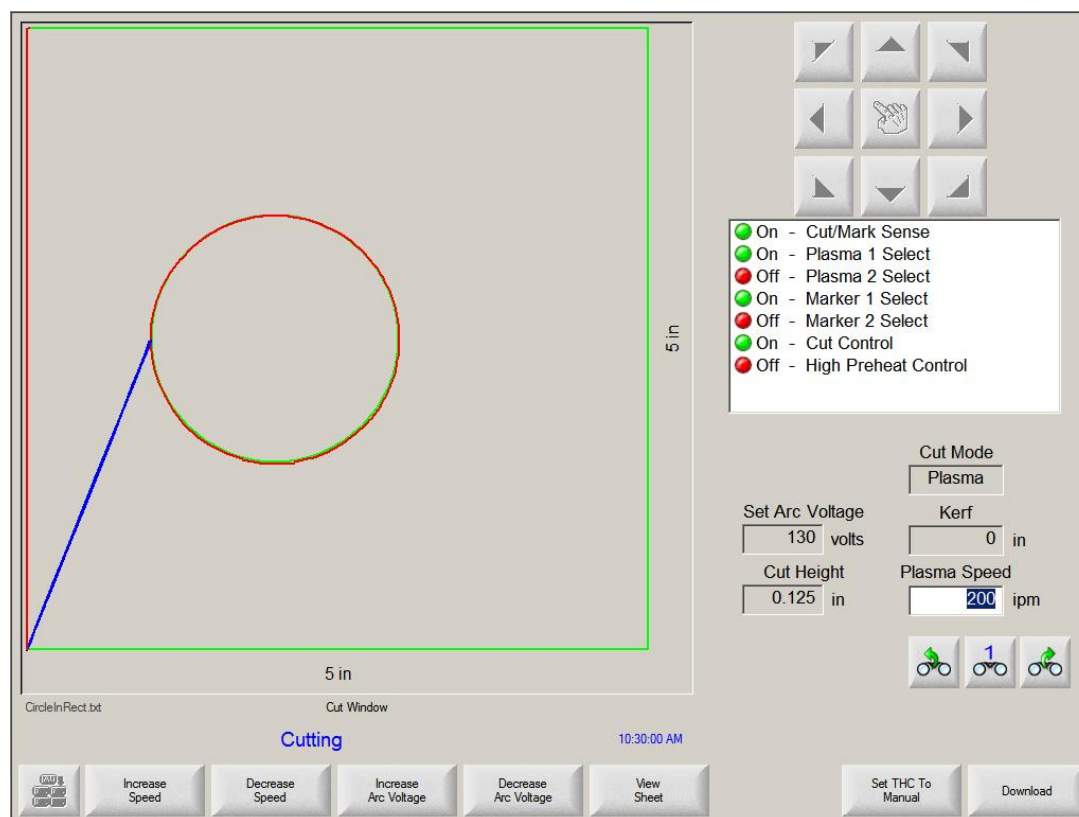 On - Cut/Mark Sense
On - Plasma 1 Select
Off - Plasma 2 Select
On - Marker 1 Select
Off - Marker 2 Select
On - Cut Control
Off - High Preheat Control
5 in
5 in
Cut Mode
Plasma
Set Arc Voltage
130 volts
Kerf
0 in
Cut Height
0.125 in
Plasma Speed
200 ipm
1
CircleInRect.txt
Cut Window
Cutting
10:30:00 AM
Increase
Speed
Decrease
Speed
Increase
Arc Voltage
Decrease
Arc Voltage
View
Sheet
Set THC To
Manual
Download